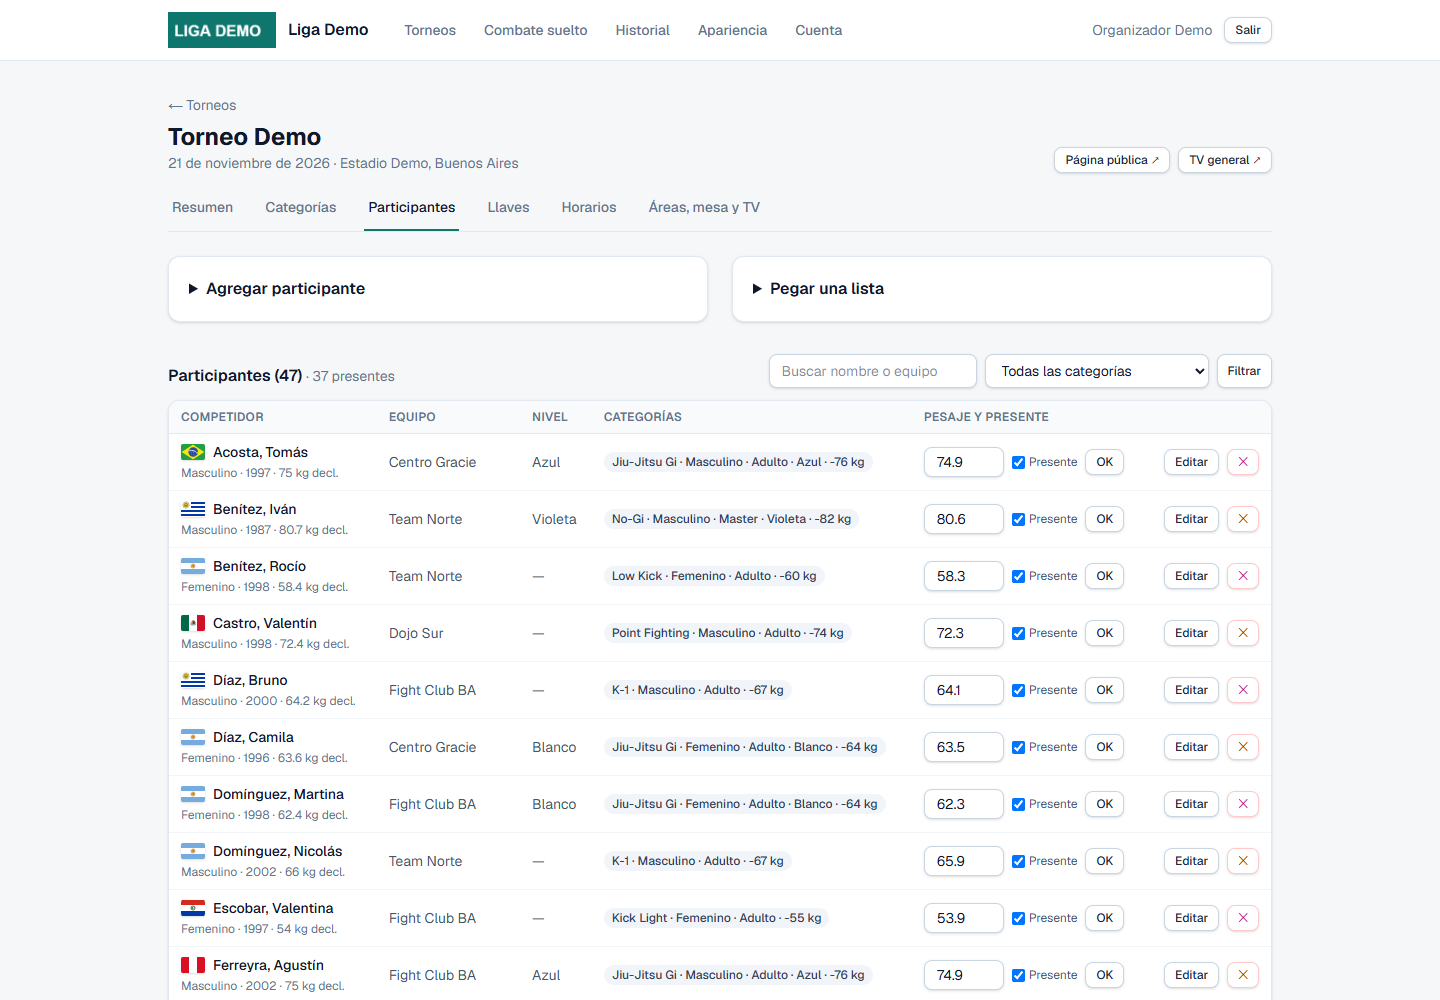 LIGA DEMO Liga Demo Torneos Combate suelto Historial Apariencia Cuenta Organizador Demo Salir
← Torneos
Torneo Demo
21 de noviembre de 2026 · Estadio Demo, Buenos Aires Página pública ↗ TV general ↗
Resumen Categorías Participantes Llaves Horarios Áreas, mesa y TV
▶ Agregar participante ▶ Pegar una lista
Participantes (47) · 37 presentes Buscar nombre o equipo Todas las categorías Filtrar
COMPETIDOR EQUIPO NIVEL CATEGORÍAS PESAJE Y PRESENTE
Acosta, Tomás
Masculino · 1997 · 75 kg decl. Centro Gracie Azul Jiu-Jitsu Gi · Masculino · Adulto · Azul · -76 kg 74.9 Presente OK Editar ✕
Benítez, Iván
Masculino · 1987 · 80.7 kg decl. Team Norte Violeta No-Gi · Masculino · Master · Violeta · -82 kg 80.6 Presente OK Editar ✕
Benítez, Rocío
Femenino · 1998 · 58.4 kg decl. Team Norte — Low Kick · Femenino · Adulto · -60 kg 58.3 Presente OK Editar ✕
Castro, Valentín
Masculino · 1998 · 72.4 kg decl. Dojo Sur — Point Fighting · Masculino · Adulto · -74 kg 72.3 Presente OK Editar ✕
Díaz, Bruno
Masculino · 2000 · 64.2 kg decl. Fight Club BA — K-1 · Masculino · Adulto · -67 kg 64.1 Presente OK Editar ✕
Díaz, Camila
Femenino · 1996 · 63.6 kg decl. Centro Gracie Blanco Jiu-Jitsu Gi · Femenino · Adulto · Blanco · -64 kg 63.5 Presente OK Editar ✕
Domínguez, Martina
Femenino · 1998 · 62.4 kg decl. Fight Club BA Blanco Jiu-Jitsu Gi · Femenino · Adulto · Blanco · -64 kg 62.3 Presente OK Editar ✕
Domínguez, Nicolás
Masculino · 2002 · 66 kg decl. Team Norte — K-1 · Masculino · Adulto · -67 kg 65.9 Presente OK Editar ✕
Escobar, Valentina
Femenino · 1997 · 54 kg decl. Fight Club BA — Kick Light · Femenino · Adulto · -55 kg 53.9 Presente OK Editar ✕
Ferreyra, Agustín
Masculino · 2002 · 75 kg decl. Fight Club BA Azul Jiu-Jitsu Gi · Masculino · Adulto · Azul · -76 kg 74.9 Presente OK Editar ✕